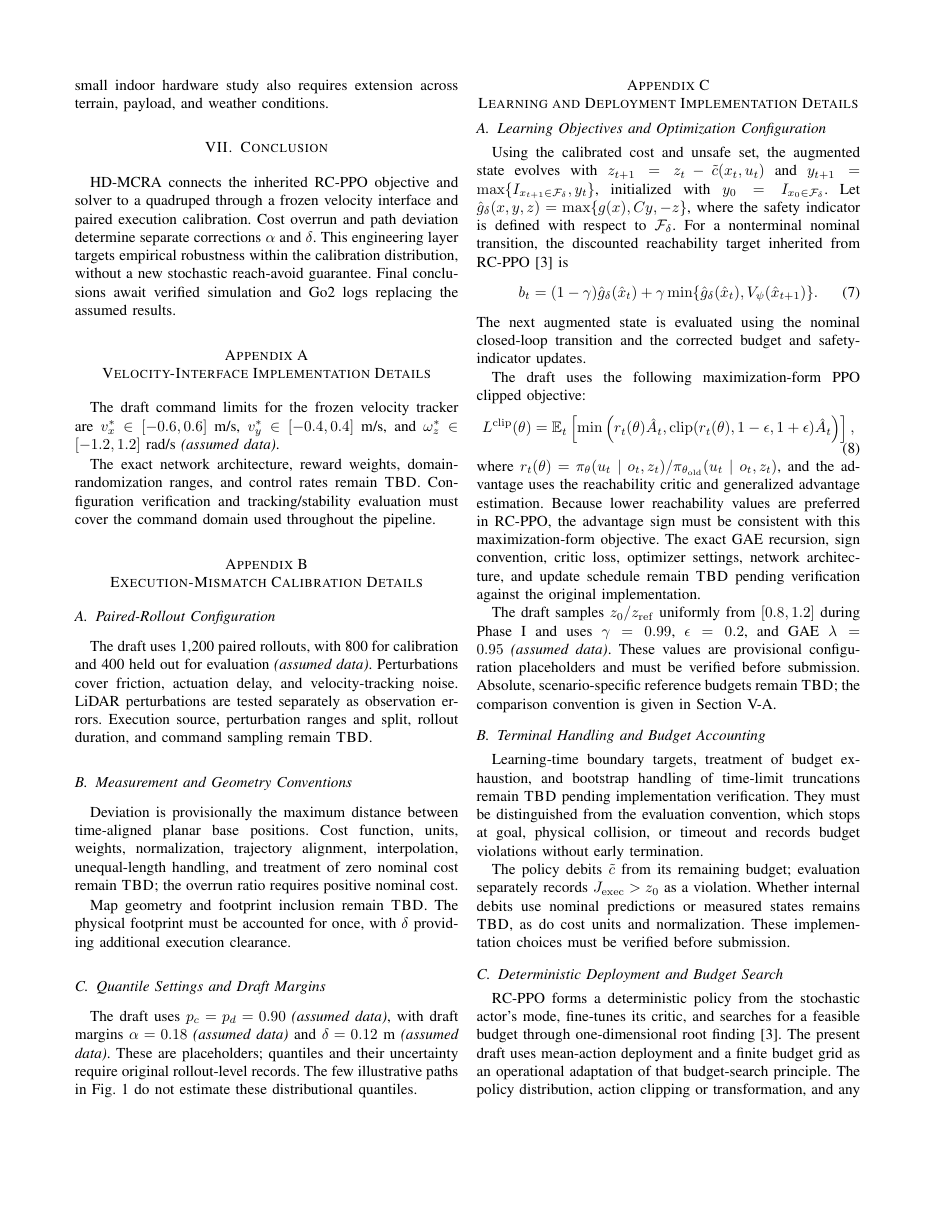 small indoor hardware study also requires extension across
terrain, payload, and weather conditions.
VII. CONCLUSION
HD-MCRA connects the inherited RC-PPO objective and
solver to a quadruped through a frozen velocity interface and
paired execution calibration. Cost overrun and path deviation
determine separate corrections α and δ. This engineering layer
targets empirical robustness within the calibration distribution,
without a new stochastic reach-avoid guarantee. Final conclu-
sions await verified simulation and Go2 logs replacing the
assumed results.
APPENDIX A
VELOCITY-INTERFACE IMPLEMENTATION DETAILS
The draft command limits for the frozen velocity tracker
are v*_x ∈ [−0.6, 0.6] m/s, v*_y ∈ [−0.4, 0.4] m/s, and ω*_z ∈
[−1.2, 1.2] rad/s (assumed data).
The exact network architecture, reward weights, domain-
randomization ranges, and control rates remain TBD. Con-
figuration verification and tracking/stability evaluation must
cover the command domain used throughout the pipeline.
APPENDIX B
EXECUTION-MISMATCH CALIBRATION DETAILS
A. Paired-Rollout Configuration
The draft uses 1,200 paired rollouts, with 800 for calibration
and 400 held out for evaluation (assumed data). Perturbations
cover friction, actuation delay, and velocity-tracking noise.
LiDAR perturbations are tested separately as observation er-
rors. Execution source, perturbation ranges and split, rollout
duration, and command sampling remain TBD.
B. Measurement and Geometry Conventions
Deviation is provisionally the maximum distance between
time-aligned planar base positions. Cost function, units,
weights, normalization, trajectory alignment, interpolation,
unequal-length handling, and treatment of zero nominal cost
remain TBD; the overrun ratio requires positive nominal cost.
Map geometry and footprint inclusion remain TBD. The
physical footprint must be accounted for once, with δ provid-
ing additional execution clearance.
C. Quantile Settings and Draft Margins
The draft uses p_c = p_d = 0.90 (assumed data), with draft
margins α = 0.18 (assumed data) and δ = 0.12 m (assumed
data). These are placeholders; quantiles and their uncertainty
require original rollout-level records. The few illustrative paths
in Fig. 1 do not estimate these distributional quantiles.
APPENDIX C
LEARNING AND DEPLOYMENT IMPLEMENTATION DETAILS
A. Learning Objectives and Optimization Configuration
Using the calibrated cost and unsafe set, the augmented
state evolves with z_{t+1} = z_t − c̃(x_t, u_t) and y_{t+1} =
max{I_{x_{t+1}∈F_δ}, y_t}, initialized with y_0 = I_{x_0∈F_δ}. Let
ĝ_δ(x, y, z) = max{g(x), Cy, −z}, where the safety indicator
is defined with respect to F_δ. For a nonterminal nominal
transition, the discounted reachability target inherited from
RC-PPO [3] is
b_t = (1 − γ)ĝ_δ(x̂_t) + γ min{ĝ_δ(x̂_t), V_ψ(x̂_{t+1})}. (7)
The next augmented state is evaluated using the nominal
closed-loop transition and the corrected budget and safety-
indicator updates.
The draft uses the following maximization-form PPO
clipped objective:
L^clip(θ) = 𝔼_t [min (r_t(θ)Â_t, clip(r_t(θ), 1 − ϵ, 1 + ϵ)Â_t)],
(8)
where r_t(θ) = π_θ(u_t | o_t, z_t)/π_{θ_old}(u_t | o_t, z_t), and the ad-
vantage uses the reachability critic and generalized advantage
estimation. Because lower reachability values are preferred
in RC-PPO, the advantage sign must be consistent with this
maximization-form objective. The exact GAE recursion, sign
convention, critic loss, optimizer settings, network architec-
ture, and update schedule remain TBD pending verification
against the original implementation.
The draft samples z_0/z_ref uniformly from [0.8, 1.2] during
Phase I and uses γ = 0.99, ϵ = 0.2, and GAE λ =
0.95 (assumed data). These values are provisional configu-
ration placeholders and must be verified before submission.
Absolute, scenario-specific reference budgets remain TBD; the
comparison convention is given in Section V-A.
B. Terminal Handling and Budget Accounting
Learning-time boundary targets, treatment of budget ex-
haustion, and bootstrap handling of time-limit truncations
remain TBD pending implementation verification. They must
be distinguished from the evaluation convention, which stops
at goal, physical collision, or timeout and records budget
violations without early termination.
The policy debits c̃ from its remaining budget; evaluation
separately records J_exec > z_0 as a violation. Whether internal
debits use nominal predictions or measured states remains
TBD, as do cost units and normalization. These implemen-
tation choices must be verified before submission.
C. Deterministic Deployment and Budget Search
RC-PPO forms a deterministic policy from the stochastic
actor's mode, fine-tunes its critic, and searches for a feasible
budget through one-dimensional root finding [3]. The present
draft uses mean-action deployment and a finite budget grid as
an operational adaptation of that budget-search principle. The
policy distribution, action clipping or transformation, and any